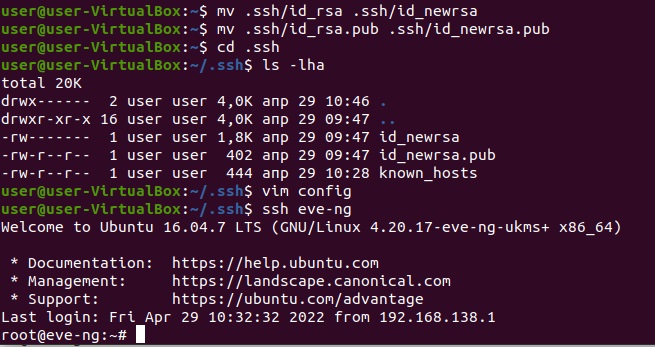 user@user-VirtualBox:~$ mv .ssh/id_rsa .ssh/id_newrsa
user@user-VirtualBox:~$ mv .ssh/id_rsa.pub .ssh/id_newrsa.pub
user@user-VirtualBox:~$ cd .ssh
user@user-VirtualBox:~/.ssh$ ls -lha
total 20K
drwx------  2 user user 4,0K апр 29 10:46 .
drwxr-xr-x 16 user user 4,0K апр 29 09:47 ..
-rw-------  1 user user 1,8K апр 29 09:47 id_newrsa
-rw-r--r--  1 user user  402 апр 29 09:47 id_newrsa.pub
-rw-r--r--  1 user user  444 апр 29 10:28 known_hosts
user@user-VirtualBox:~/.ssh$ vim config
user@user-VirtualBox:~/.ssh$ ssh eve-ng
Welcome to Ubuntu 16.04.7 LTS (GNU/Linux 4.20.17-eve-ng-ukms+ x86_64)

 * Documentation:  https://help.ubuntu.com
 * Management:     https://landscape.canonical.com
 * Support:        https://ubuntu.com/advantage
Last login: Fri Apr 29 10:32:32 2022 from 192.168.138.1
root@eve-ng:~#